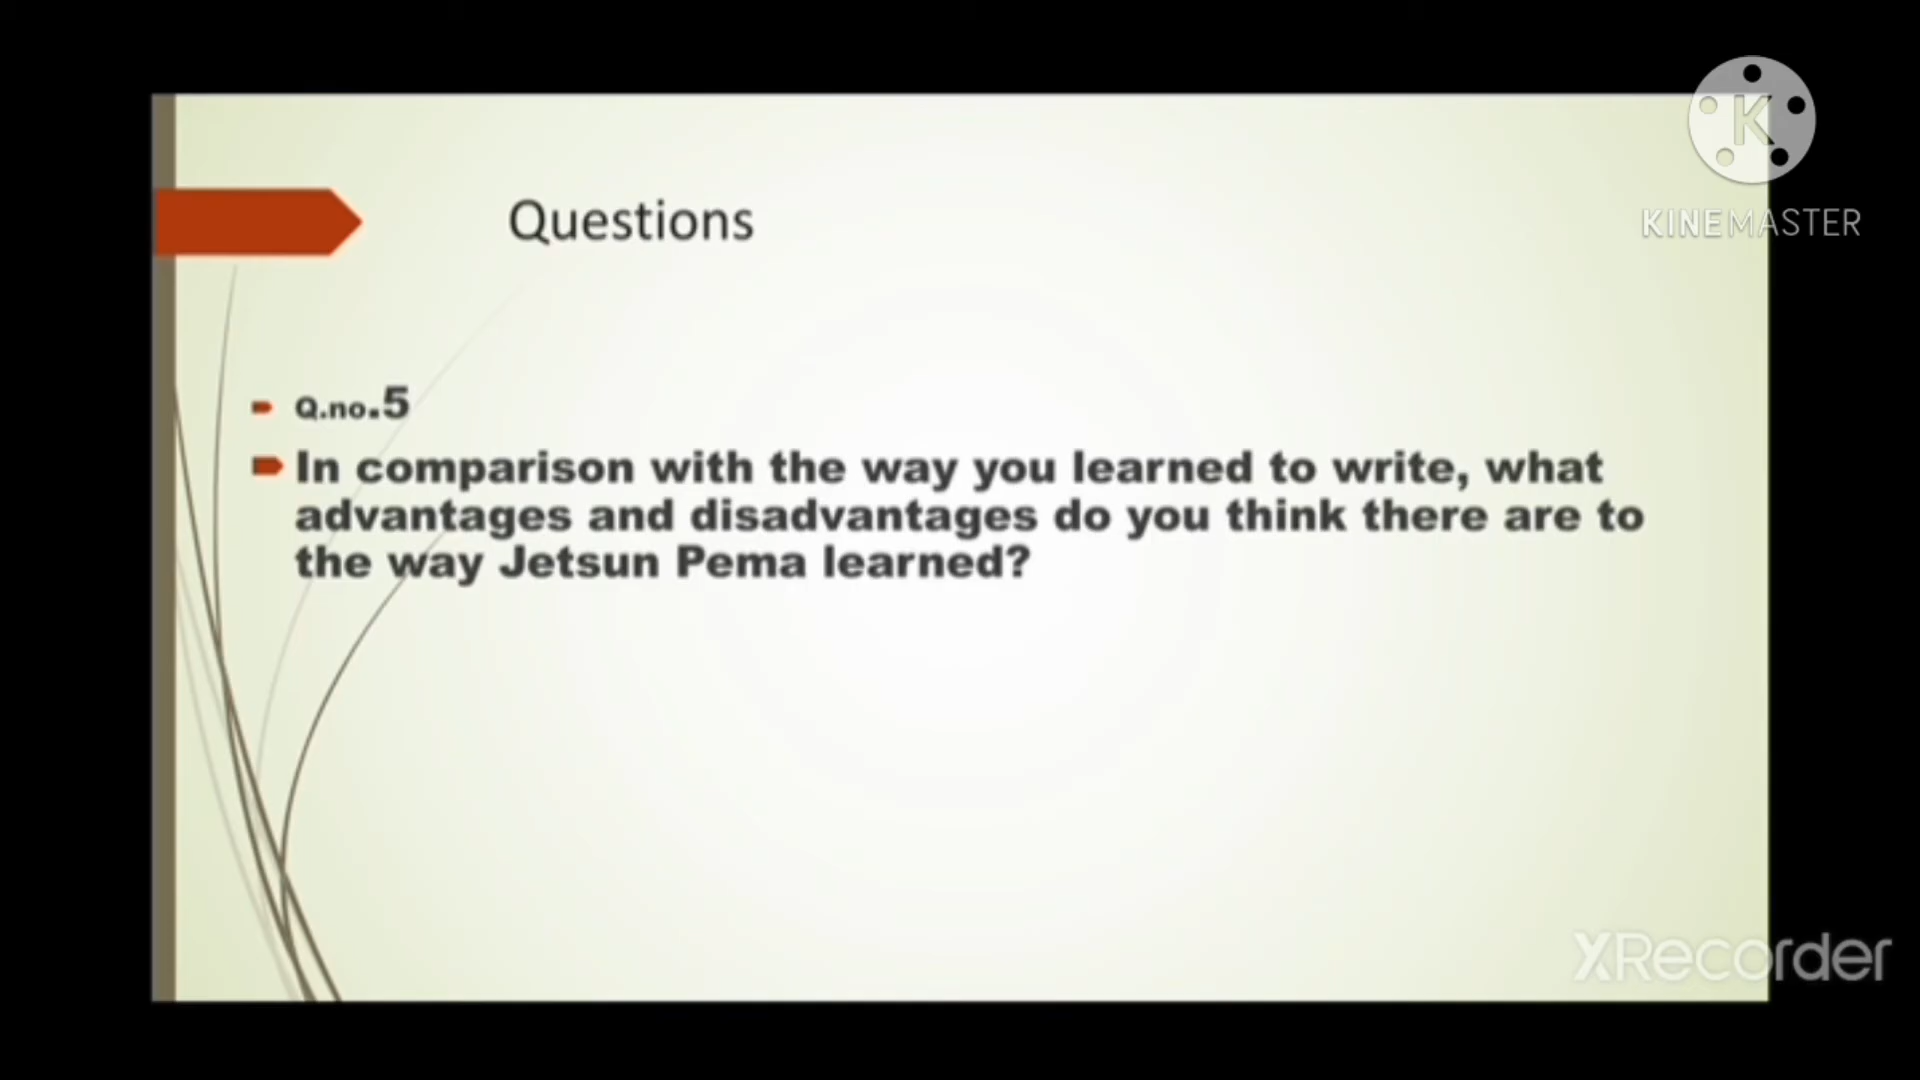 Questions
K
KINEMASTER
Q.no.5
In comparison with the way you learned to write, what
advantages and disadvantages do you think there are to
the way Jetsun Pema learned?
XRecorder